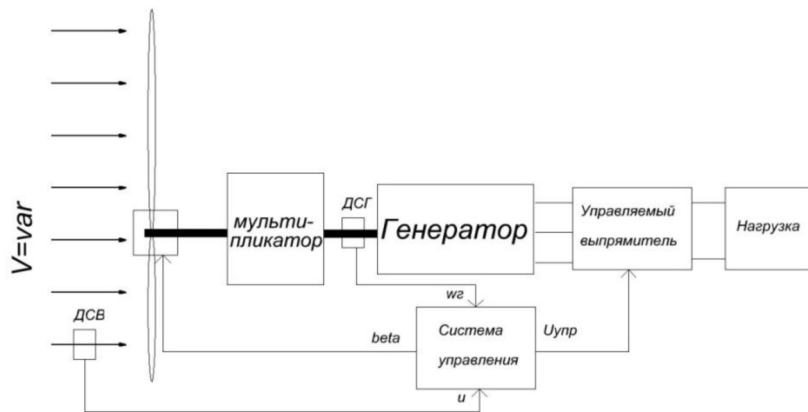 V=var
ДСВ
мульти-
пликатор
ДСГ
Генератор
Управляемый
выпрямитель
Нагрузка
wг
beta
Система
управления
Uупр
u